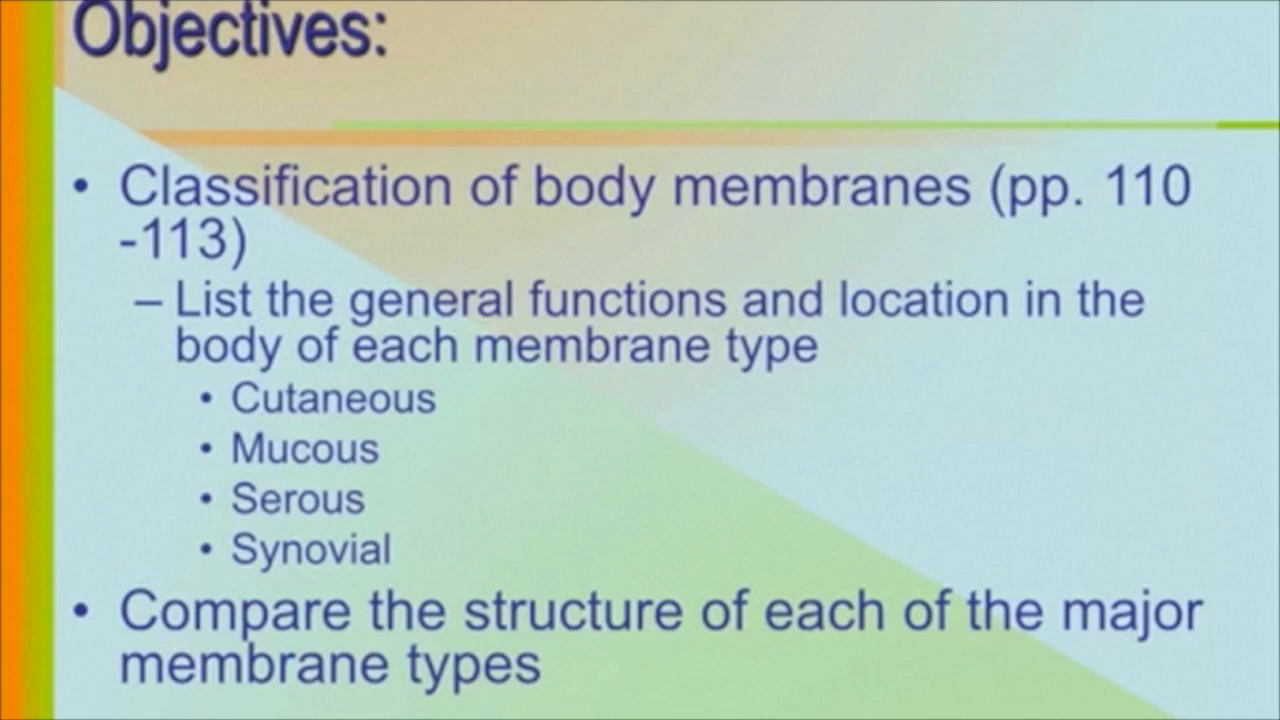 Objectives:
• Classification of body membranes (pp. 110
-113)
– List the general functions and location in the
body of each membrane type
• Cutaneous
• Mucous
• Serous
• Synovial
• Compare the structure of each of the major
membrane types